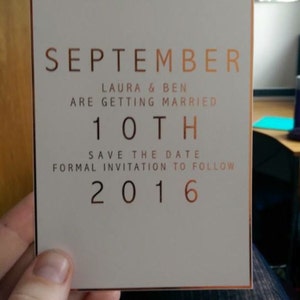 SEPTEMBER
LAURA & BEN
ARE GETTING MARRIED
10TH
SAVE THE DATE
FORMAL INVITATION TO FOLLOW
2016